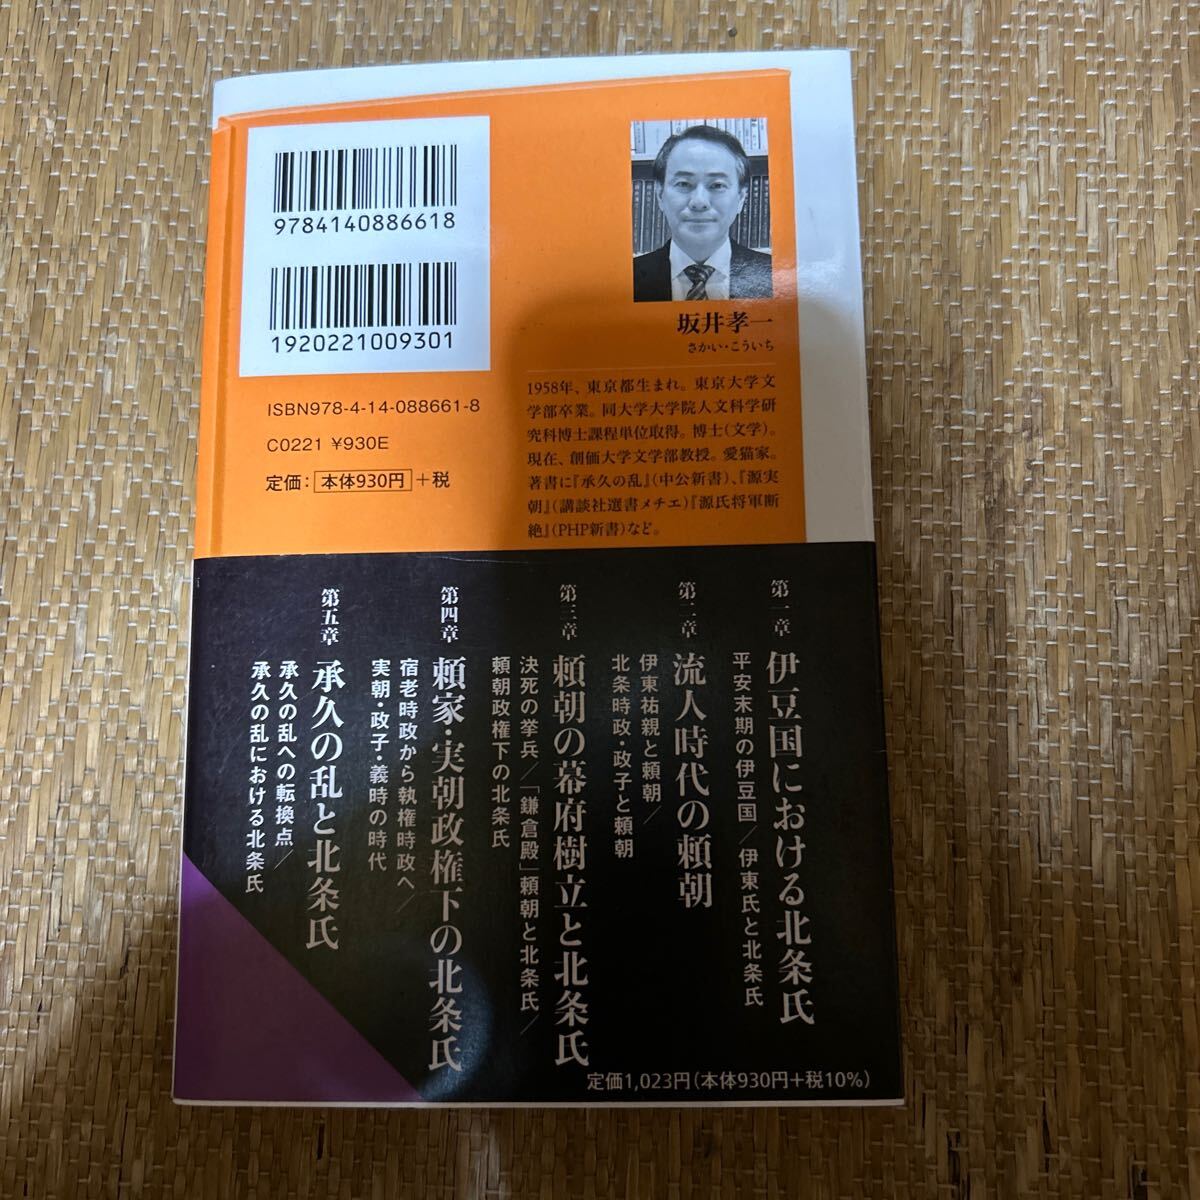 9784140886618
1920221009301
ISBN978-4-14-088661-8
C0221 ¥930E
定価：本体930円＋税
坂井孝一
さかい・こういち
1958年、東京都生まれ。東京大学文
学部卒業。同大学大学院人文科学研
究科博士課程単位取得。博士（文学）。
現在、創価大学文学部教授。愛猫家。
著書に『承久の乱』（中公新書）、『源実
朝』（講談社選書メチエ）『源氏将軍断
絶』（PHP新書）など。
第一章 伊豆国における北条氏
平安末期の伊豆国／伊東氏と北条氏
第二章 流人時代の頼朝
伊東祐親と頼朝／
北条時政・政子と頼朝
第三章 頼朝の幕府樹立と北条氏
決死の挙兵／「鎌倉殿」頼朝と北条氏／
頼朝政権下の北条氏
第四章 頼家・実朝政権下の北条氏
宿老時政から執権時政へ／
実朝・政子・義時の時代
第五章 承久の乱と北条氏
承久の乱への転換点／
承久の乱における北条氏
定価1,023円（本体930円＋税10%）